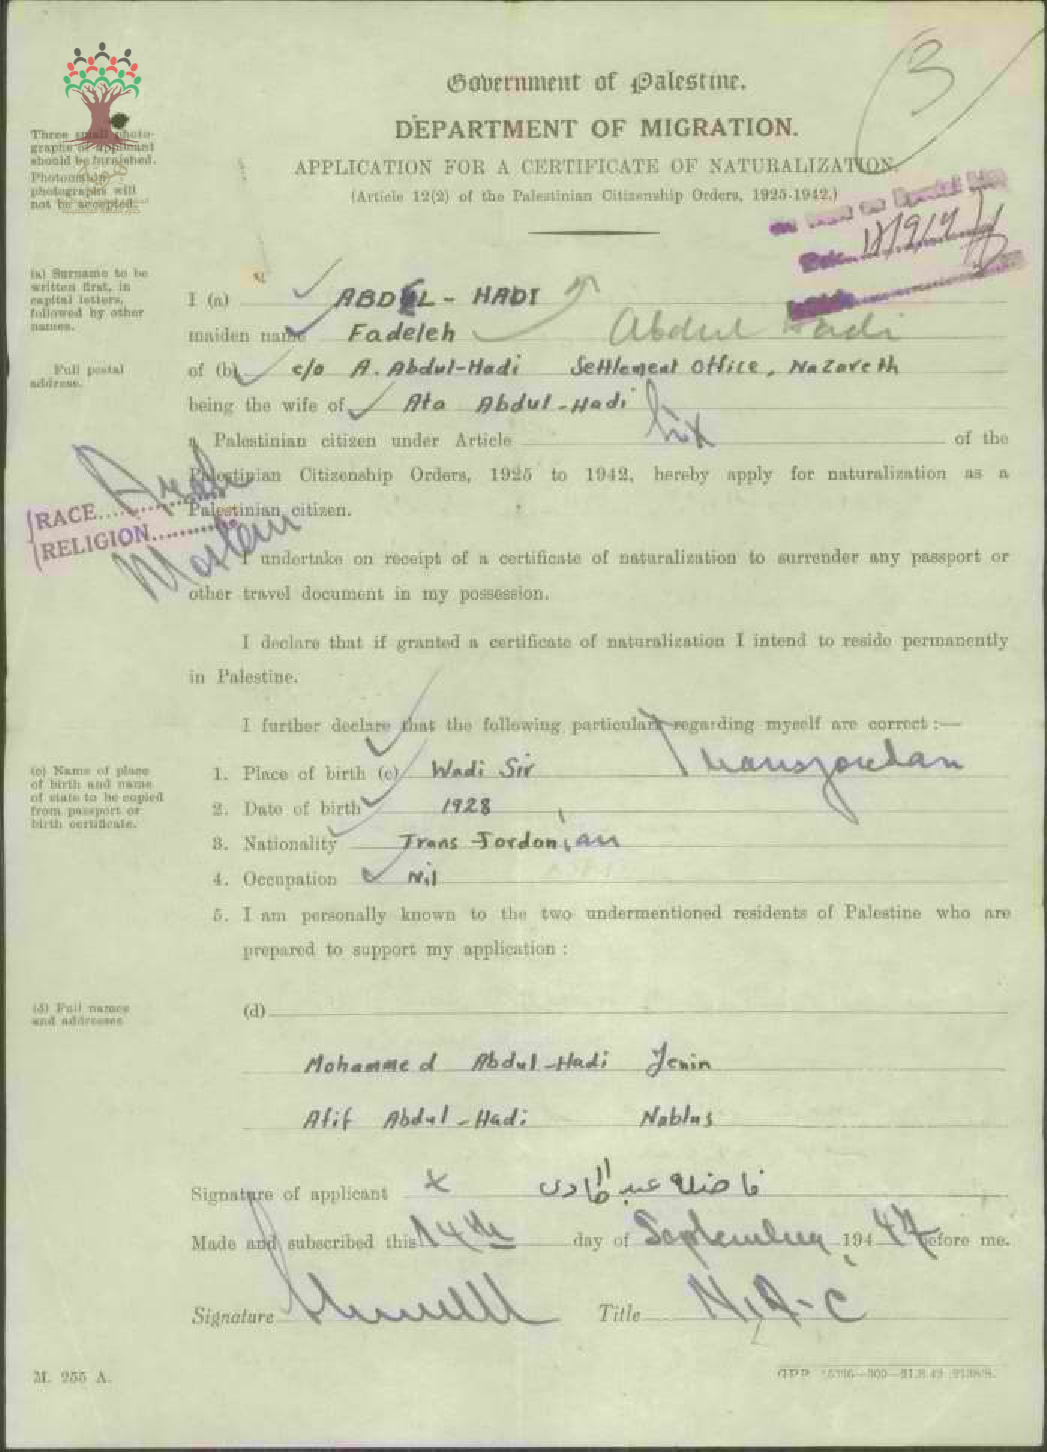 3
Government of Palestine.
DEPARTMENT OF MIGRATION.
APPLICATION FOR A CERTIFICATE OF NATURALIZATION.
(Article 12(2) of the Palestinian Citizenship Orders, 1925-1942.)
Three small photo-
graphs of applicant
should be furnished.
photographs will
not be accepted.
(a) Surname to be
written first, in
capital letters,
followed by other
names.
I (a) ABDUL - HADI
maiden name Fadeleh Abdul Hadi
Full postal
address.
of (b) c/o A. Abdul-Hadi Settlement Office, Nazareth
being the wife of Ata Abdul-Hadi
a Palestinian citizen under Article of the
Palestinian Citizenship Orders, 1925 to 1942, hereby apply for naturalization as a
Palestinian citizen.
RACE Arab
RELIGION Moslem
I undertake on receipt of a certificate of naturalization to surrender any passport or
other travel document in my possession.
I declare that if granted a certificate of naturalization I intend to reside permanently
in Palestine.
I further declare that the following particulars regarding myself are correct :—
(c) Name of place
of birth and name
of state to be copied
from passport or
birth certificate.
1. Place of birth (c) Wadi Sir Transjordan
2. Date of birth 1928
3. Nationality Trans Jordonian
4. Occupation Nil
5. I am personally known to the two undermentioned residents of Palestine who are
prepared to support my application :
(d) Full names
and addresses
(d)
Mohammed Abdul-Hadi Jenin
Afif Abdul-Hadi Nablus
Signature of applicant x فاضله عبد الهادي
Made and subscribed this 14th day of September 1947 before me.
Signature Title
M. 255 A.